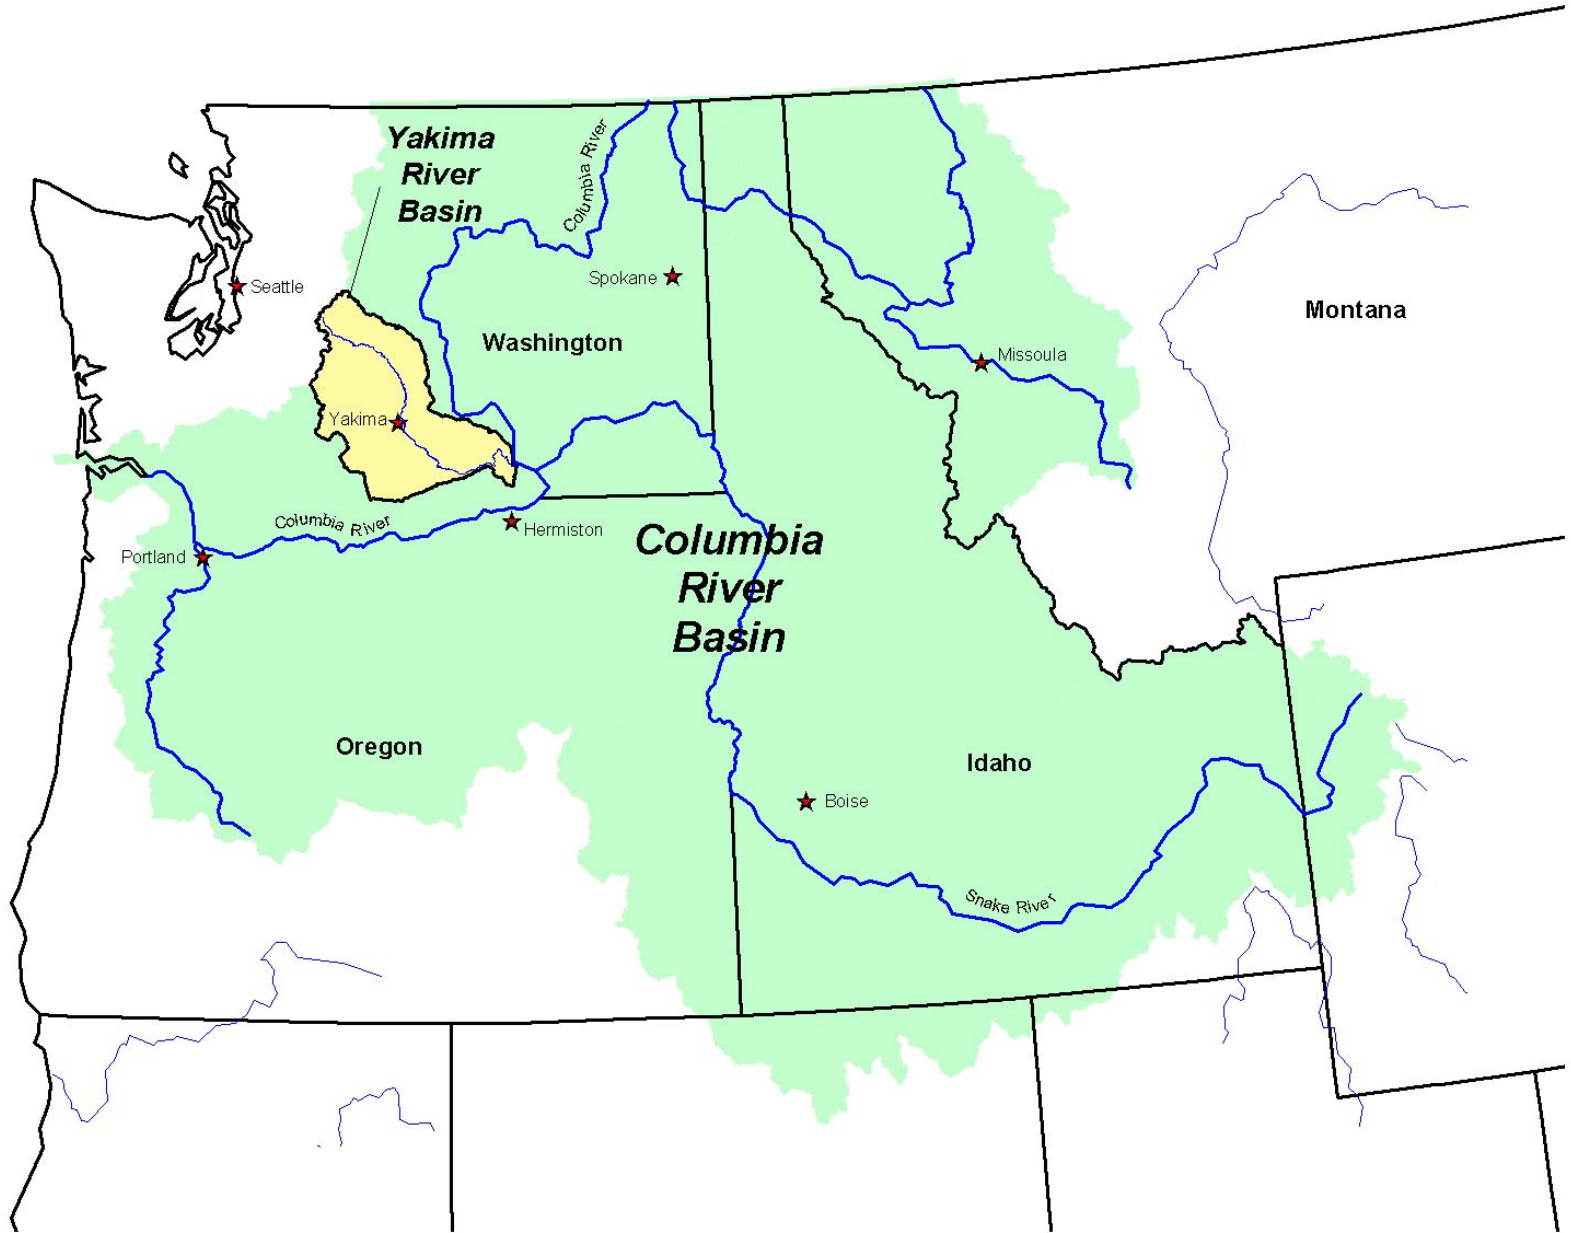 Yakima
River
Basin
Columbia River
Seattle
Spokane
Washington
Montana
Missoula
Yakima
Columbia River
Hermiston
Portland
Columbia
River
Basin
Oregon
Idaho
Boise
Snake River